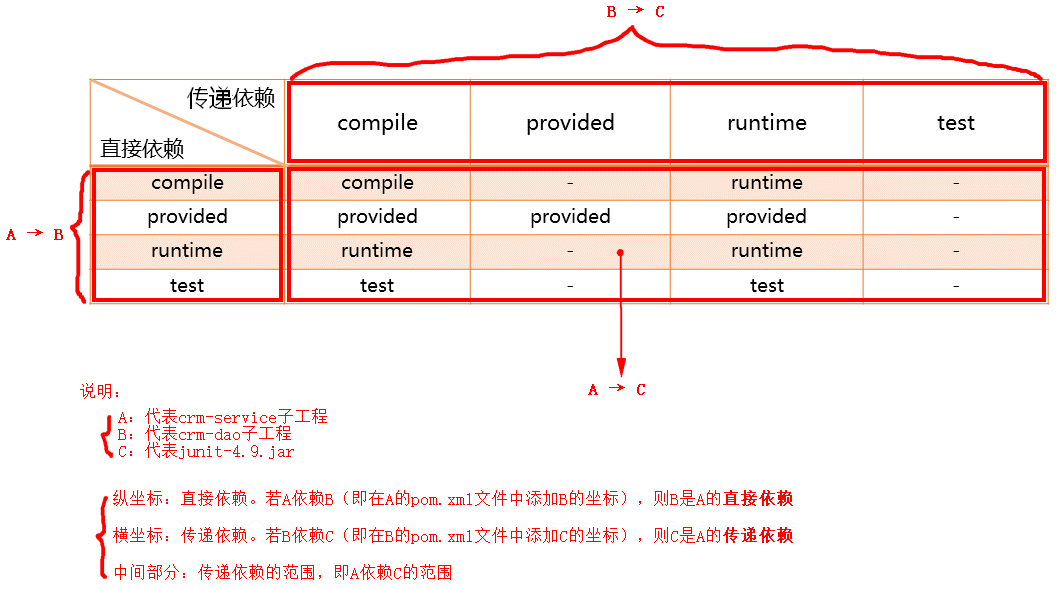 B → C
传递依赖
直接依赖
compile provided runtime test
compile compile - runtime -
A → B
provided provided provided provided -
runtime runtime - runtime -
test test - test -
A → C
说明：
A：代表crm-service子工程
B：代表crm-dao子工程
C：代表junit-4.9.jar
纵坐标：直接依赖。若A依赖B（即在A的pom.xml文件中添加B的坐标），则B是A的直接依赖
横坐标：传递依赖。若B依赖C（即在B的pom.xml文件中添加C的坐标），则C是A的传递依赖
中间部分：传递依赖的范围，即A依赖C的范围